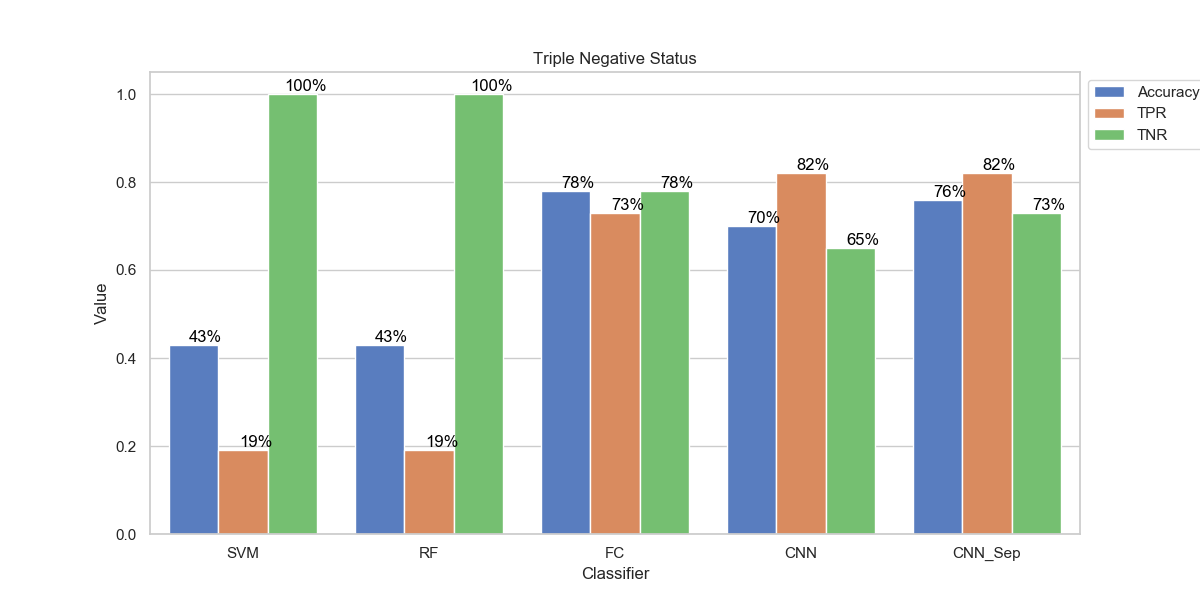 Triple Negative Status
Accuracy
TPR
TNR
Value
1.0
0.8
0.6
0.4
0.2
0.0
43%
19%
100%
43%
19%
100%
78%
73%
78%
70%
82%
65%
76%
82%
73%
SVM
RF
FC
CNN
CNN_Sep
Classifier